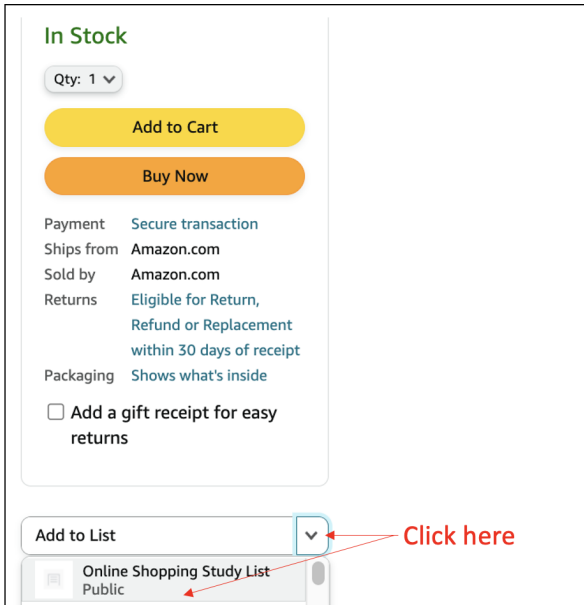 In Stock
Qty: 1
Add to Cart
Buy Now
Payment Secure transaction
Ships from Amazon.com
Sold by Amazon.com
Returns Eligible for Return,
Refund or Replacement
within 30 days of receipt
Packaging Shows what's inside
Add a gift receipt for easy
returns
Add to List
Click here
Online Shopping Study List
Public